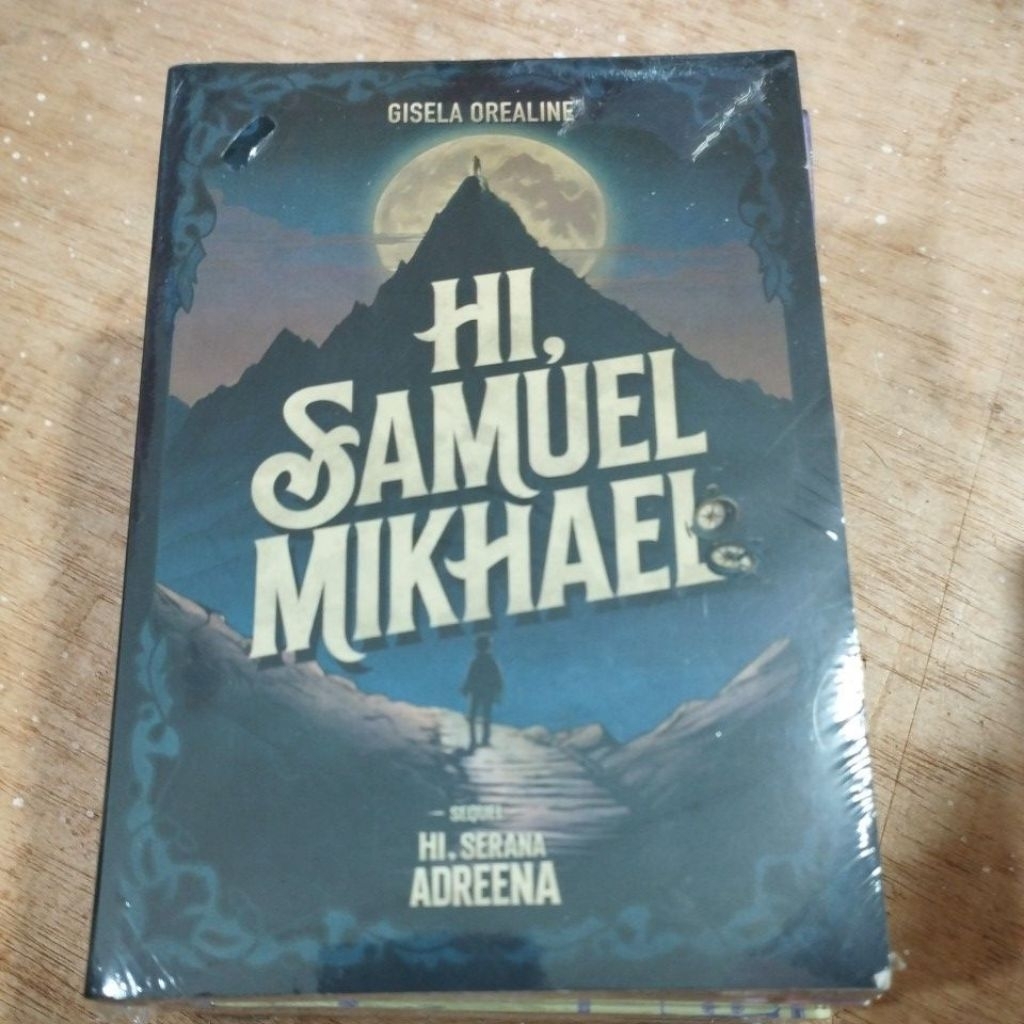 GISELA OREALINE
HI,
SAMUEL
MIKHAEL
– SEQUEL
HI, SERANA
ADREENA